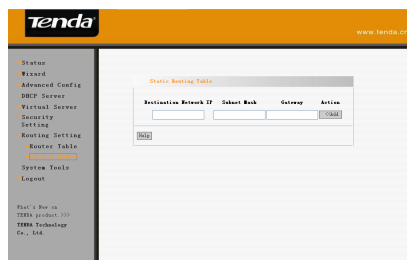 Tenda
www.tenda.cn
Status
Wizard
Advanced Config
DHCP Server
Virtual Server
Security
Setting
Routing Setting
Router Table
System Tools
Logout
What's New on
TENDA product.>>>
TENDA Technology
Co., Ltd.
Static Routing Table
Destination Network IP Subnet Mask Gateway Action
<<Add
Help